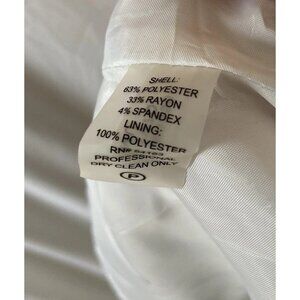 SHELL:
63% POLYESTER
33% RAYON
4% SPANDEX
LINING:
100% POLYESTER
RN#
PROFESSIONAL
DRY CLEAN ONLY
P